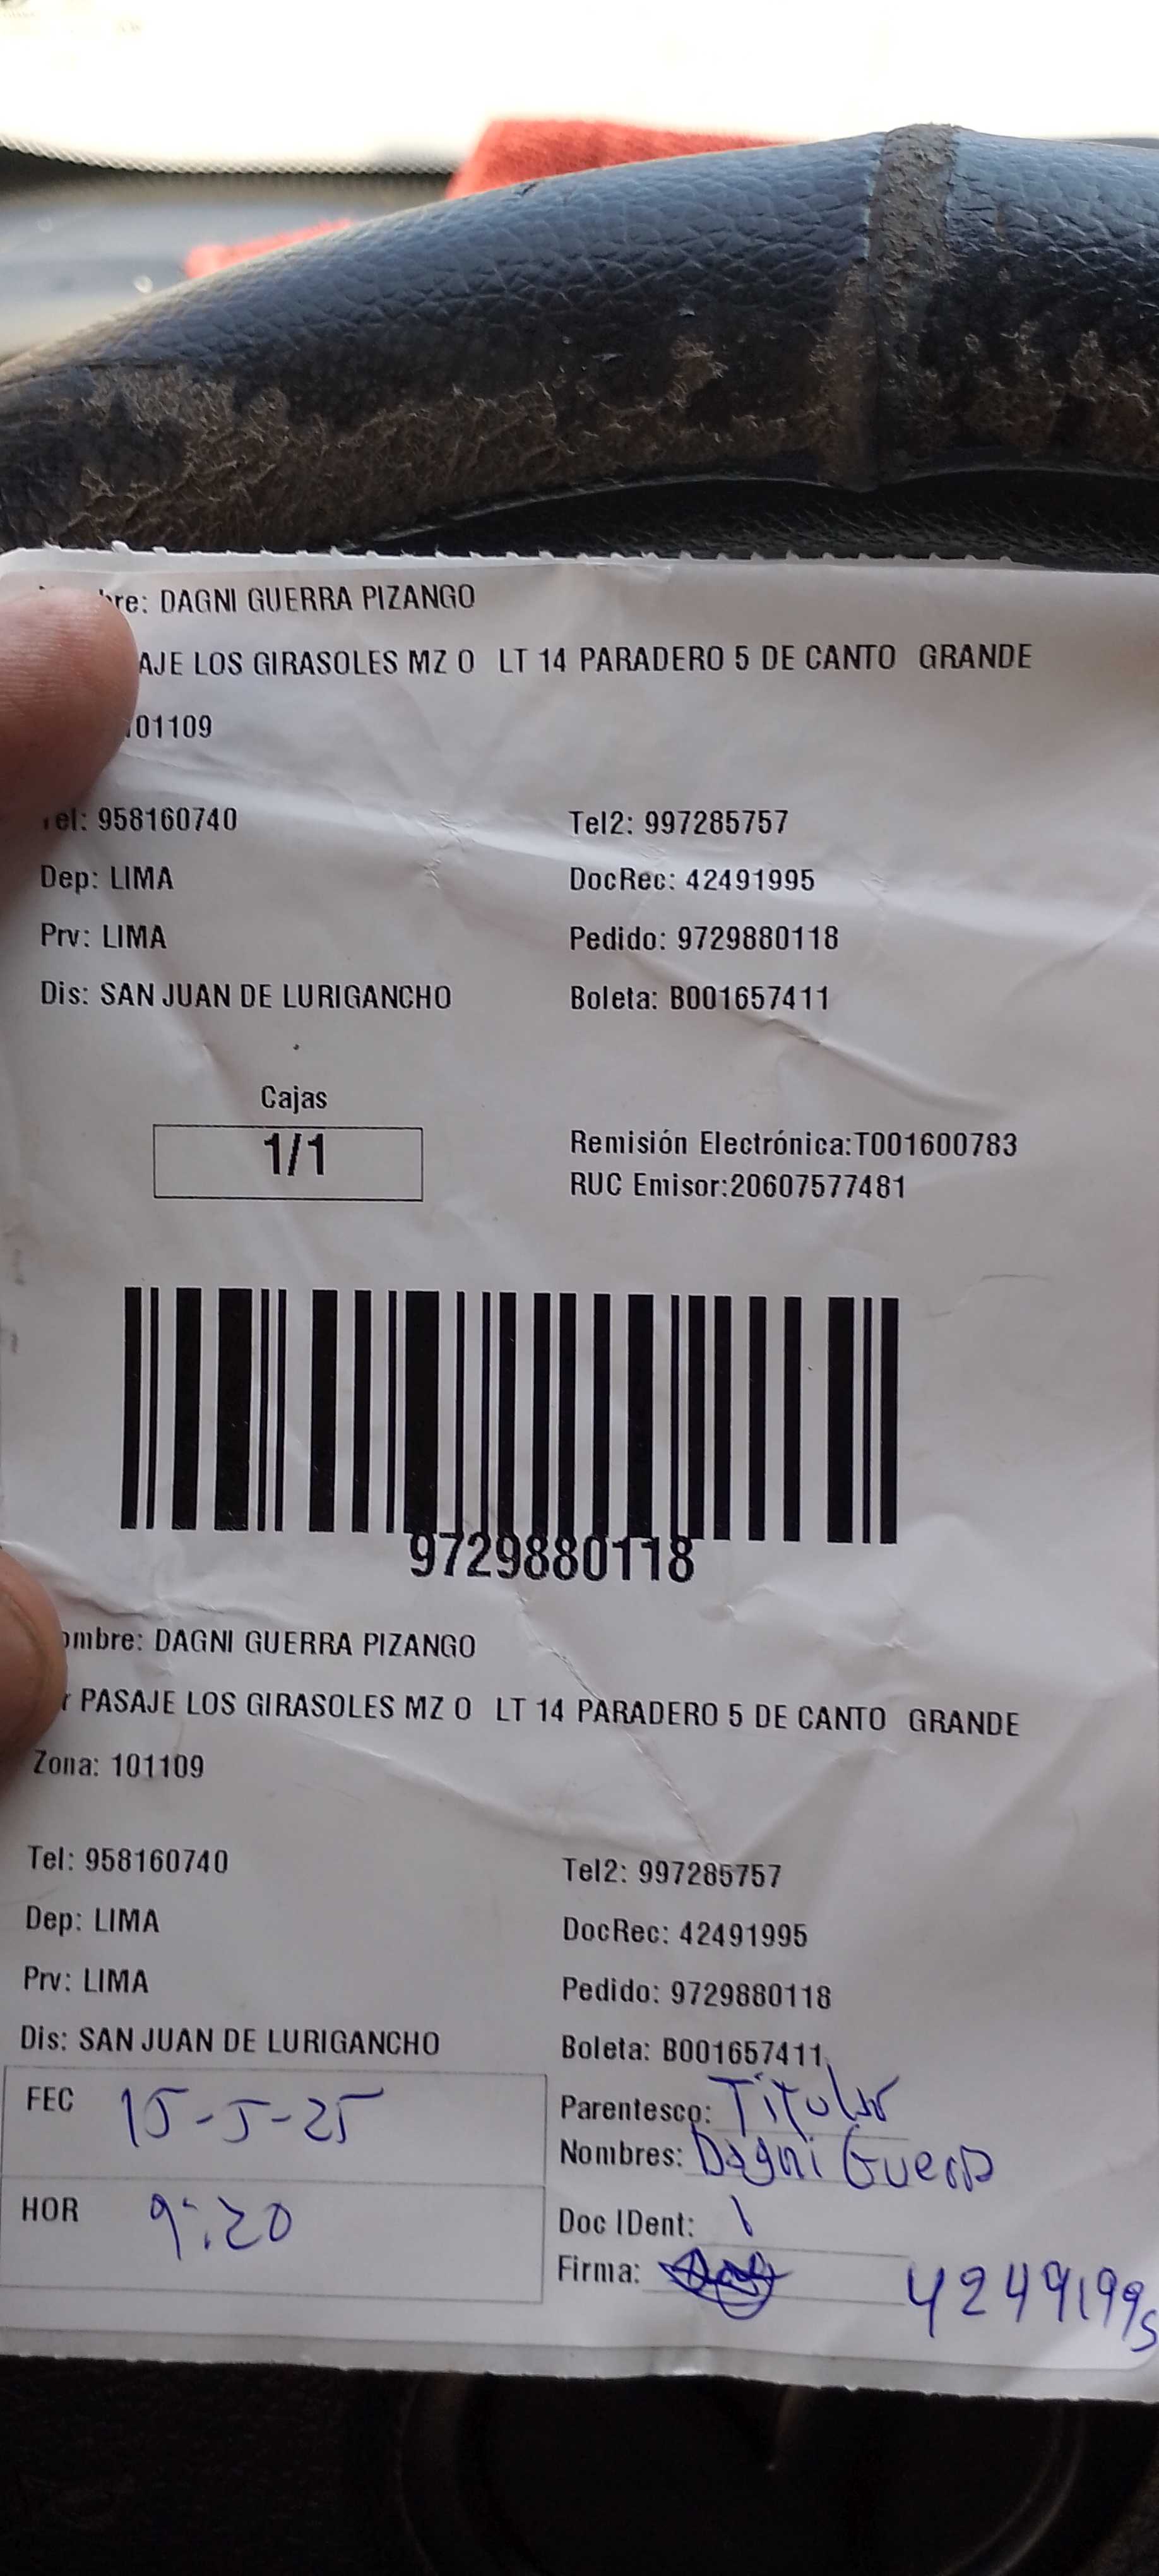 bre: DAGNI GUERRA PIZANGO
AJE LOS GIRASOLES MZ O LT 14 PARADERO 5 DE CANTO GRANDE
01109
Tel: 958160740 Tel2: 997285757
Dep: LIMA DocRec: 42491995
Prv: LIMA Pedido: 9729880118
Dis: SAN JUAN DE LURIGANCHO Boleta: B001657411
Cajas
1/1
Remisión Electrónica:T001600783
RUC Emisor:20607577481
9729880118
ombre: DAGNI GUERRA PIZANGO
r PASAJE LOS GIRASOLES MZ O LT 14 PARADERO 5 DE CANTO GRANDE
Zona: 101109
Tel: 958160740 Tel2: 997285757
Dep: LIMA DocRec: 42491995
Prv: LIMA Pedido: 9729880118
Dis: SAN JUAN DE LURIGANCHO Boleta: B001657411
FEC 15-5-25 Parentesco: Titular
Nombres: Dagni Guerra
HOR 9:20 Doc IDent:
Firma: 42491995